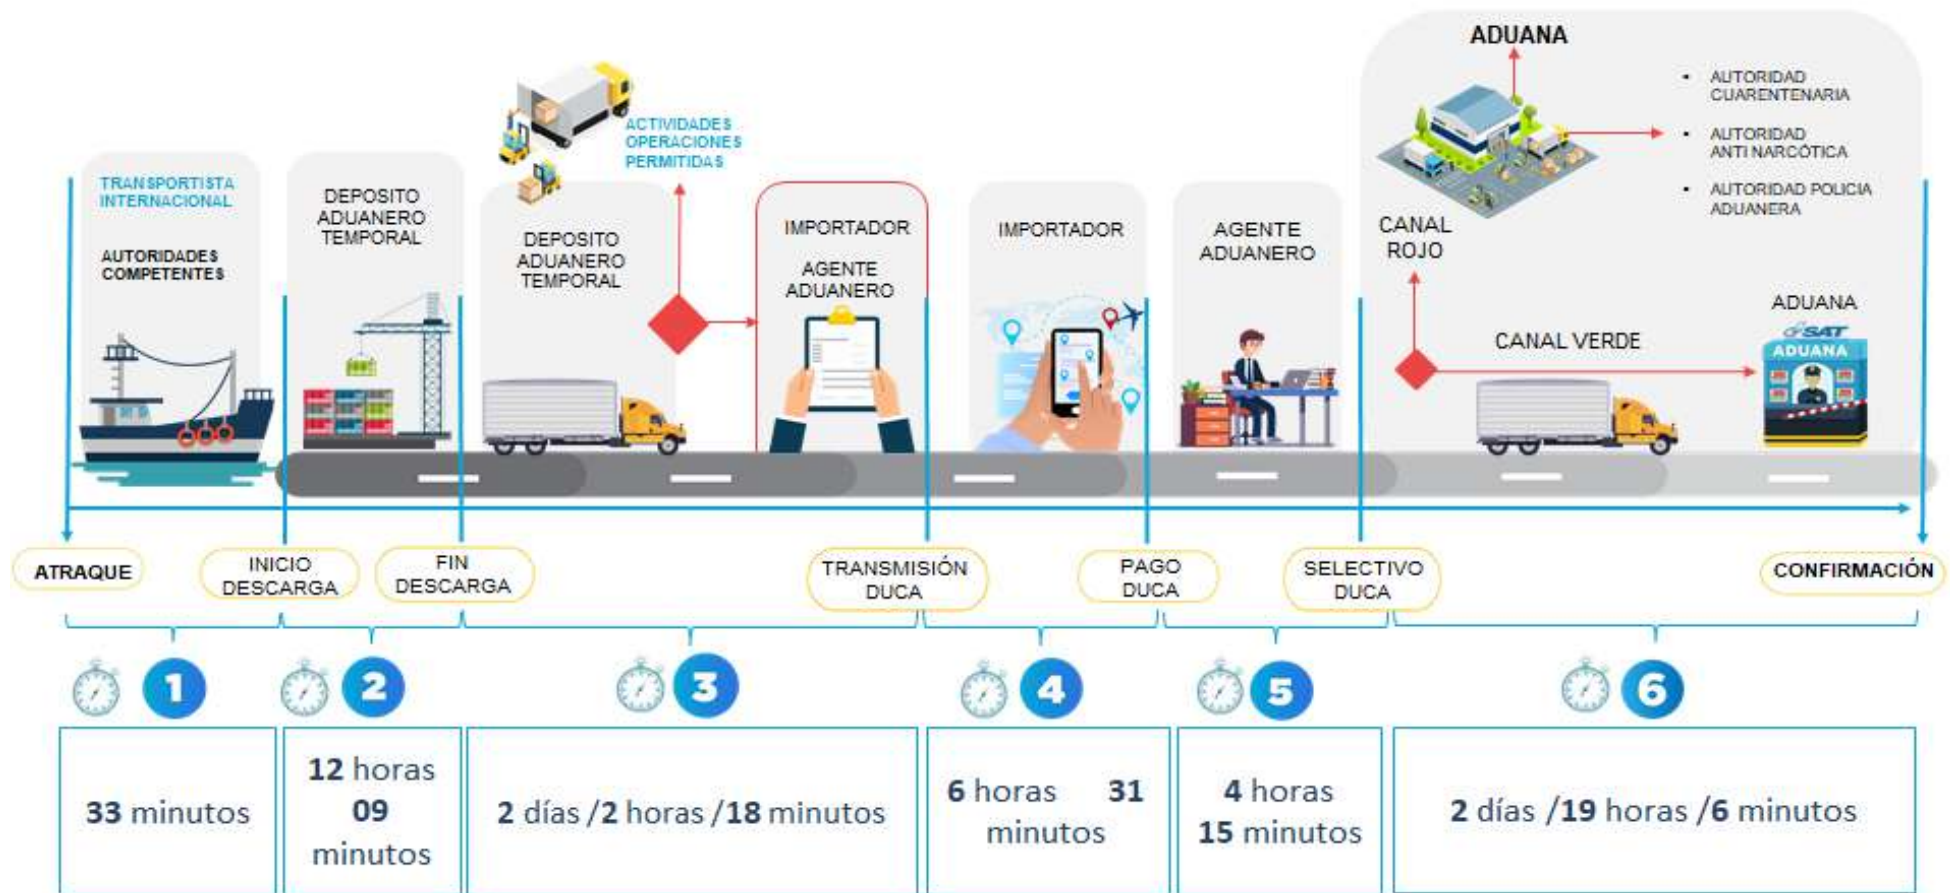 TRANSPORTISTA
INTERNACIONAL
AUTORIDADES
COMPETENTES
DEPOSITO
ADUANERO
TEMPORAL
ACTIVIDADES
OPERACIONES
PERMITIDAS
DEPOSITO
ADUANERO
TEMPORAL
IMPORTADOR
AGENTE
ADUANERO
IMPORTADOR
AGENTE
ADUANERO
ADUANA
▪ AUTORIDAD
CUARENTENARIA
▪ AUTORIDAD
ANTI NARCÓTICA
▪ AUTORIDAD POLICIA
ADUANERA
CANAL
ROJO
CANAL VERDE
ADUANA
SAT
ADUANA
ATRAQUE
INICIO
DESCARGA
FIN
DESCARGA
TRANSMISIÓN
DUCA
PAGO
DUCA
SELECTIVO
DUCA
CONFIRMACIÓN
1
2
3
4
5
6
33 minutos
12 horas
09
minutos
2 días /2 horas /18 minutos
6 horas 31
minutos
4 horas
15 minutos
2 días /19 horas /6 minutos